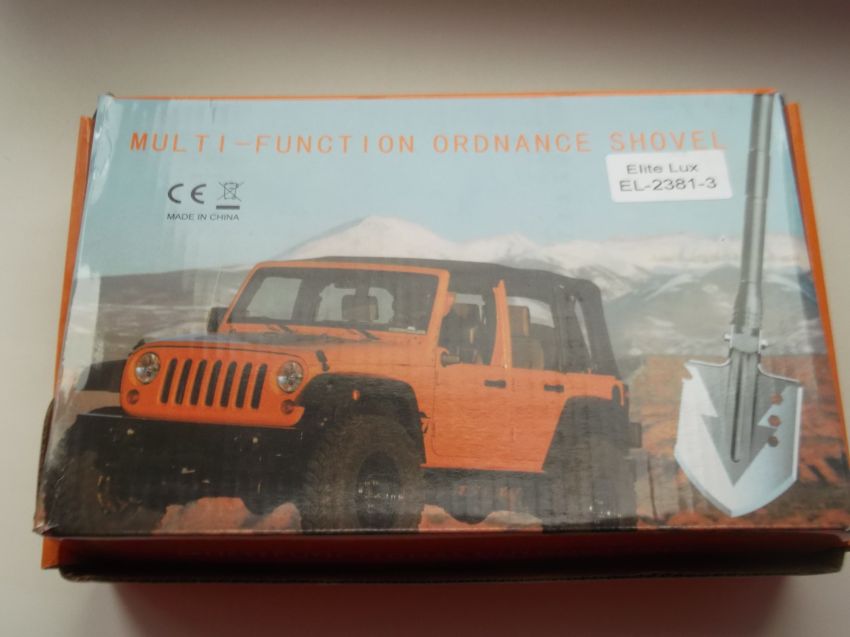 MULTI-FUNCTION ORDNANCE SHOVEL
Elite Lux
EL-2381-3
CE
MADE IN CHINA